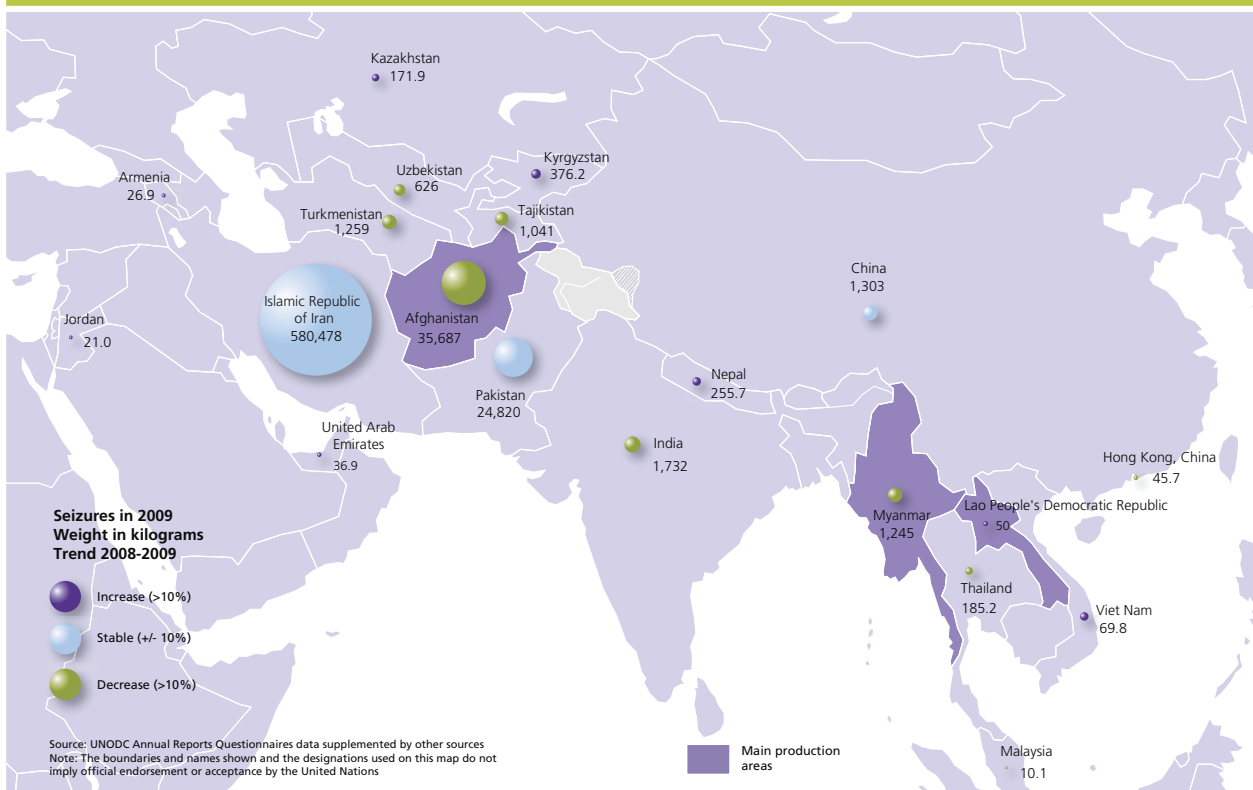 Kazakhstan
171.9
Kyrgyzstan
376.2
Uzbekistan
626
Armenia
26.9
Turkmenistan
1,259
Tajikistan
1,041
China
1,303
Islamic Republic
of Iran
580,478
Afghanistan
35,687
Jordan
21.0
Nepal
255.7
Pakistan
24,820
United Arab
Emirates
36.9
India
1,732
Hong Kong, China
45.7
Lao People's Democratic Republic
50
Myanmar
1,245
Thailand
185.2
Viet Nam
69.8
Seizures in 2009
Weight in kilograms
Trend 2008-2009
Increase (>10%)
Stable (+/- 10%)
Decrease (>10%)
Source: UNODC Annual Reports Questionnaires data supplemented by other sources
Note: The boundaries and names shown and the designations used on this map do not
imply official endorsement or acceptance by the United Nations
Main production
areas
Malaysia
10.1